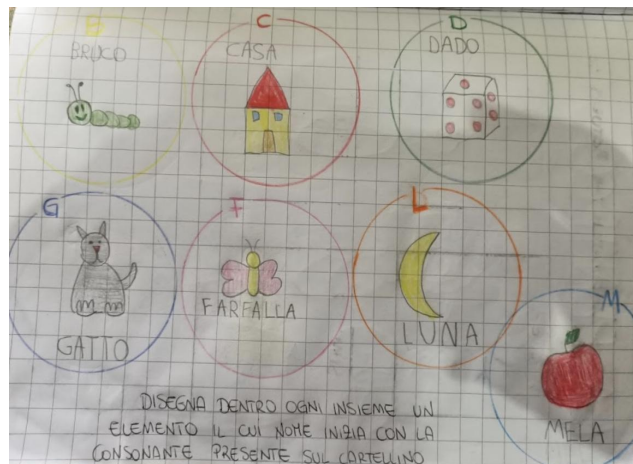 B
BRUCO
C
CASA
D
DADO
G
GATTO
F
FARFALLA
L
LUNA
M
MELA
DISEGNA DENTRO OGNI INSIEME UN
ELEMENTO IL CUI NOME INIZIA CON LA
CONSONANTE PRESENTE SUL CARTELLINO